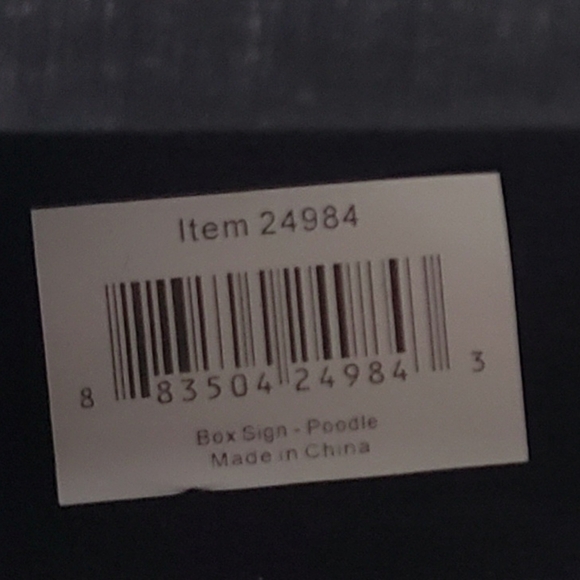 Item 24984
8 83504 24984 3
Box Sign - Poodle
Made in China